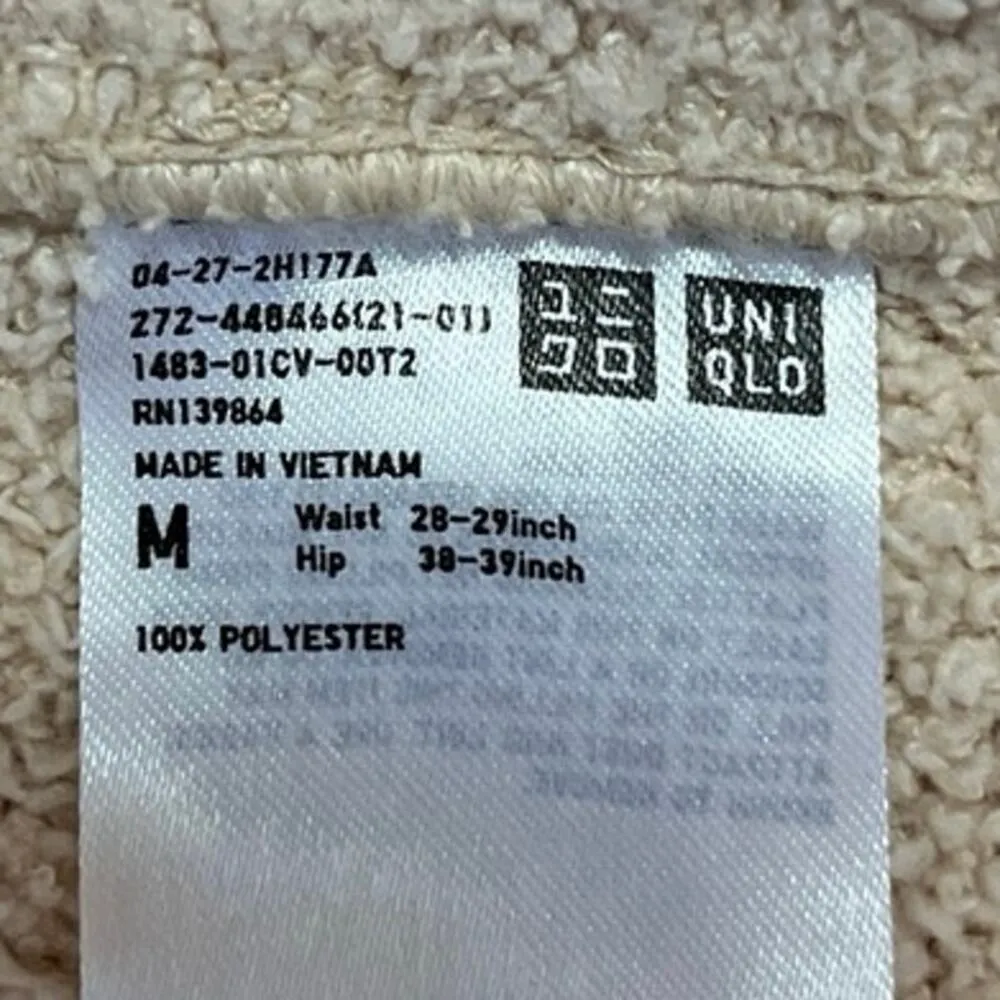 04-27-2H177A
272-440466(21-01)
1483-01CV-00T2
RN139864
ユニ
クロ
UNI
QLO
MADE IN VIETNAM
M
Waist 28-29inch
Hip 38-39inch
100% POLYESTER